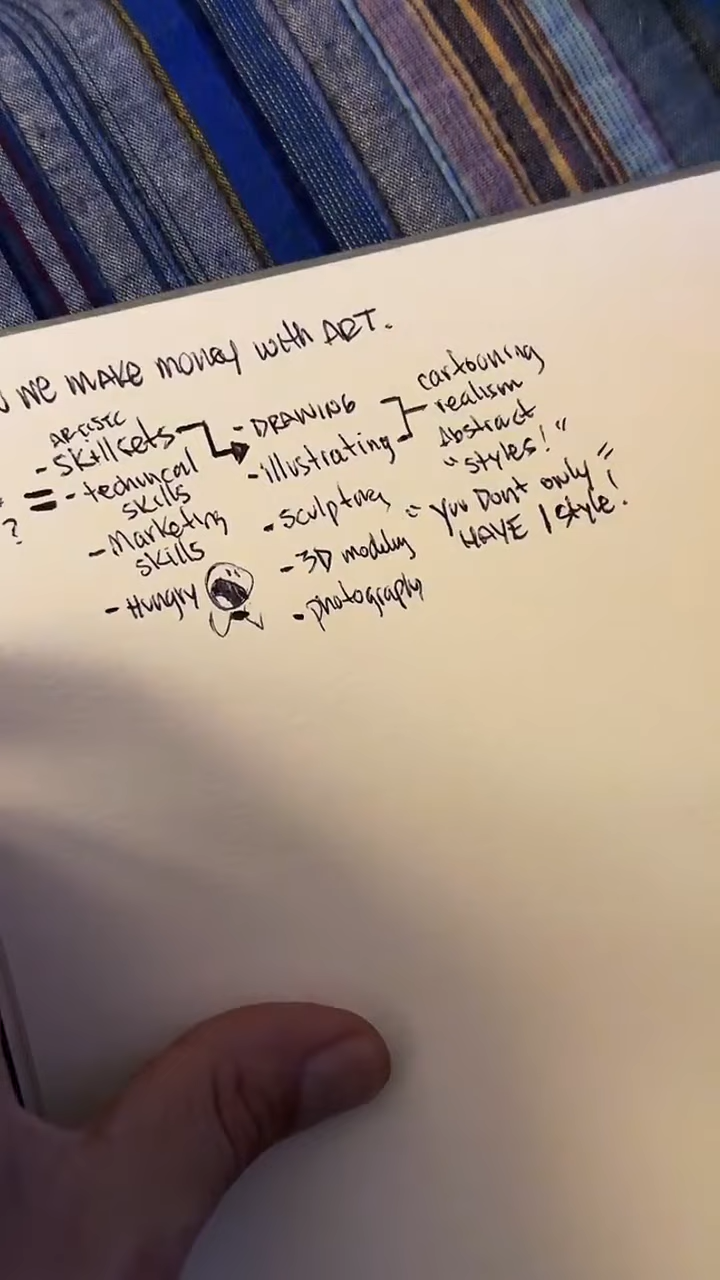 WE MAKE MONEY WITH ART.
ARTISTIC
- Skillsets
= - technical
skills
?
- Marketing
skills
- Hungry
- DRAWING
- illustrating
- sculpting
- 3D modeling
- photography
cartooning
realism
Abstract
"styles!"
"You Dont only
HAVE 1 style!"